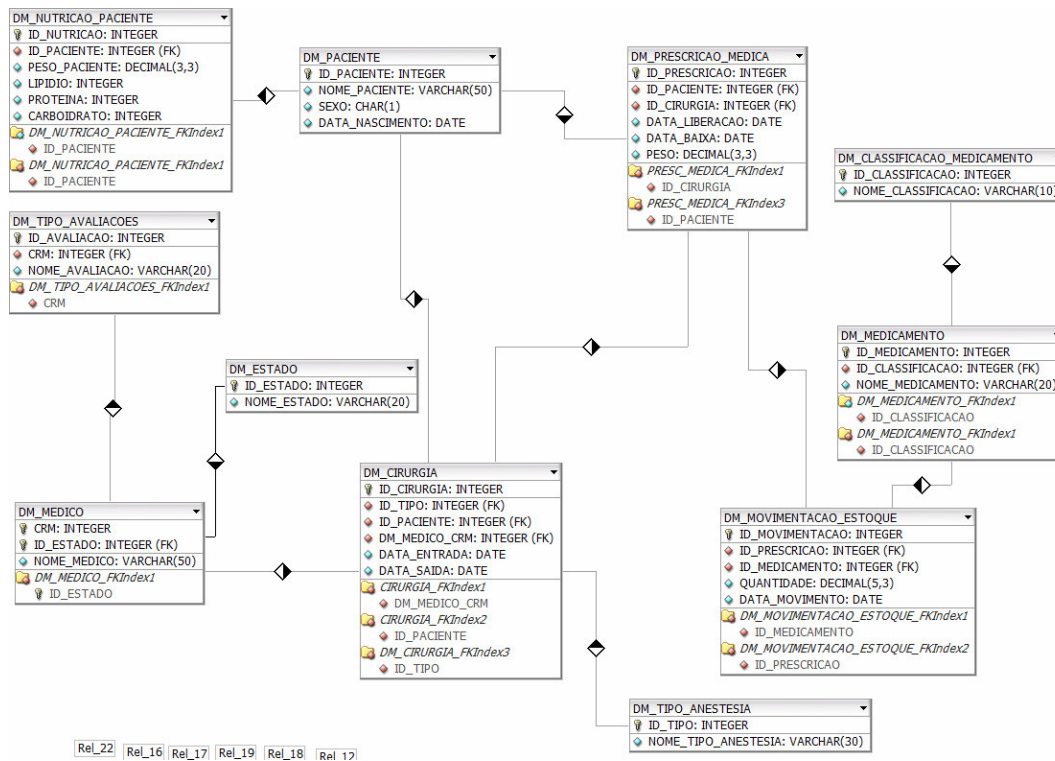 DM_NUTRICAO_PACIENTE
ID_NUTRICAO: INTEGER
ID_PACIENTE: INTEGER (FK)
PESO_PACIENTE: DECIMAL(3,3)
LIPIDIO: INTEGER
PROTEINA: INTEGER
CARBOIDRATO: INTEGER
DM_NUTRICAO_PACIENTE_FKIndex1
ID_PACIENTE
DM_NUTRICAO_PACIENTE_FKIndex1
ID_PACIENTE
DM_PACIENTE
ID_PACIENTE: INTEGER
NOME_PACIENTE: VARCHAR(50)
SEXO: CHAR(1)
DATA_NASCIMENTO: DATE
DM_PRESCRICAO_MEDICA
ID_PRESCRICAO: INTEGER
ID_PACIENTE: INTEGER (FK)
ID_CIRURGIA: INTEGER (FK)
DATA_LIBERACAO: DATE
DATA_BAIXA: DATE
PESO: DECIMAL(3,3)
PRESC_MEDICA_FKIndex1
ID_CIRURGIA
PRESC_MEDICA_FKIndex3
ID_PACIENTE
DM_CLASSIFICACAO_MEDICAMENTO
ID_CLASSIFICACAO: INTEGER
NOME_CLASSIFICACAO: VARCHAR(10)
DM_TIPO_AVALIACOES
ID_AVALIACAO: INTEGER
CRM: INTEGER (FK)
NOME_AVALIACAO: VARCHAR(20)
DM_TIPO_AVALIACOES_FKIndex1
CRM
DM_MEDICAMENTO
ID_MEDICAMENTO: INTEGER
ID_CLASSIFICACAO: INTEGER (FK)
NOME_MEDICAMENTO: VARCHAR(20)
DM_MEDICAMENTO_FKIndex1
ID_CLASSIFICACAO
DM_MEDICAMENTO_FKIndex1
ID_CLASSIFICACAO
DM_ESTADO
ID_ESTADO: INTEGER
NOME_ESTADO: VARCHAR(20)
DM_CIRURGIA
ID_CIRURGIA: INTEGER
ID_TIPO: INTEGER (FK)
ID_PACIENTE: INTEGER (FK)
DM_MEDICO_CRM: INTEGER (FK)
DATA_ENTRADA: DATE
DATA_SAIDA: DATE
CIRURGIA_FKIndex1
DM_MEDICO_CRM
CIRURGIA_FKIndex2
ID_PACIENTE
DM_CIRURGIA_FKIndex3
ID_TIPO
DM_MEDICO
CRM: INTEGER
ID_ESTADO: INTEGER (FK)
NOME_MEDICO: VARCHAR(50)
DM_MEDICO_FKIndex1
ID_ESTADO
DM_MOVIMENTACAO_ESTOQUE
ID_MOVIMENTACAO: INTEGER
ID_PRESCRICAO: INTEGER (FK)
ID_MEDICAMENTO: INTEGER (FK)
QUANTIDADE: DECIMAL(5,3)
DATA_MOVIMENTO: DATE
DM_MOVIMENTACAO_ESTOQUE_FKIndex1
ID_MEDICAMENTO
DM_MOVIMENTACAO_ESTOQUE_FKIndex2
ID_PRESCRICAO
DM_TIPO_ANESTESIA
ID_TIPO: INTEGER
NOME_TIPO_ANESTESIA: VARCHAR(30)
Rel_22 Rel_16 Rel_17 Rel_19 Rel_18 Rel_12